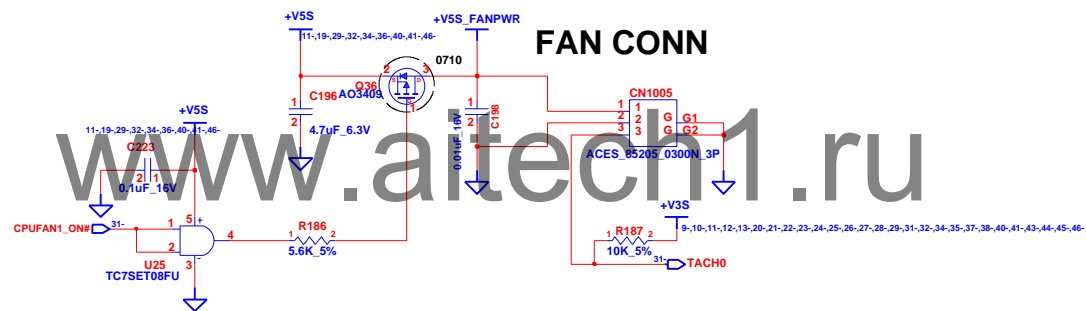 +V5S
11-,19-,29-,32-,34-,36-,40-,41-,46-
+V5S_FANPWR
FAN CONN
0710
2
3
Q36
S
D
G
AO3409
1
1
C196
2
4.7uF_6.3V
1
2
C198
0.01uF_16V
CN1005
1
2
3
1
2
3
G
G
G1
G2
ACES_85205_0300N_3P
+V5S
11-,19-,29-,32-,34-,36-,40-,41-,46-
C223
2
1
0.1uF_16V
www.aitech1.ru
CPUFAN1_ON#
31-
1
2
5
+
4
-
3
U25
TC7SET08FU
R186
1
2
5.6K_5%
+V3S
9-,10-,11-,12-,13-,20-,21-,22-,23-,24-,25-,26-,27-,28-,29-,31-,32-,34-,35-,37-,38-,40-,41-,43-,44-,45-,46-
R187
1
2
10K_5%
31-
TACH0